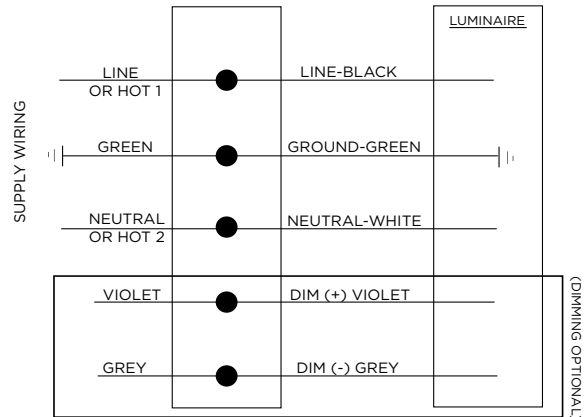 LUMINAIRE
SUPPLY WIRING
LINE
OR HOT 1
LINE-BLACK
GREEN
GROUND-GREEN
NEUTRAL
OR HOT 2
NEUTRAL-WHITE
VIOLET
DIM (+) VIOLET
GREY
DIM (-) GREY
(DIMMING OPTIONAL)